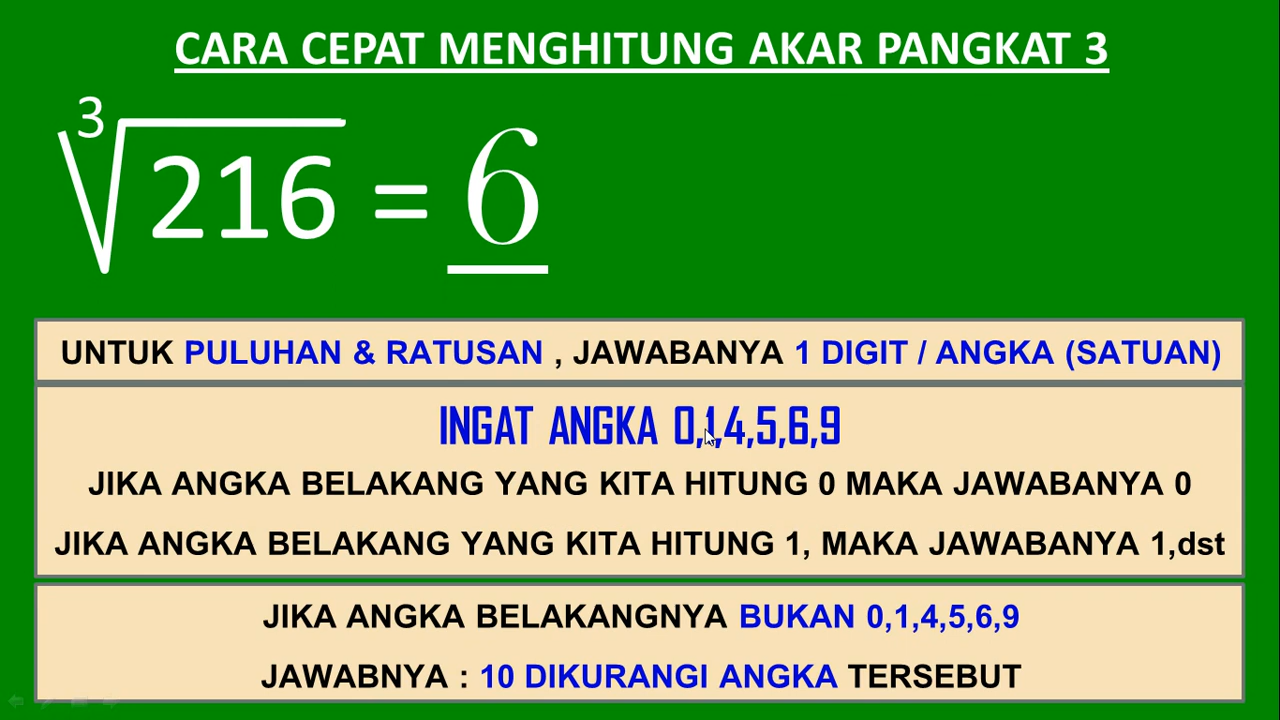 CARA CEPAT MENGHITUNG AKAR PANGKAT 3
∛216 = 6
UNTUK PULUHAN & RATUSAN , JAWABANYA 1 DIGIT / ANGKA (SATUAN)
INGAT ANGKA 0,1,4,5,6,9
JIKA ANGKA BELAKANG YANG KITA HITUNG 0 MAKA JAWABANYA 0
JIKA ANGKA BELAKANG YANG KITA HITUNG 1, MAKA JAWABANYA 1,dst
JIKA ANGKA BELAKANGNYA BUKAN 0,1,4,5,6,9
JAWABNYA : 10 DIKURANGI ANGKA TERSEBUT